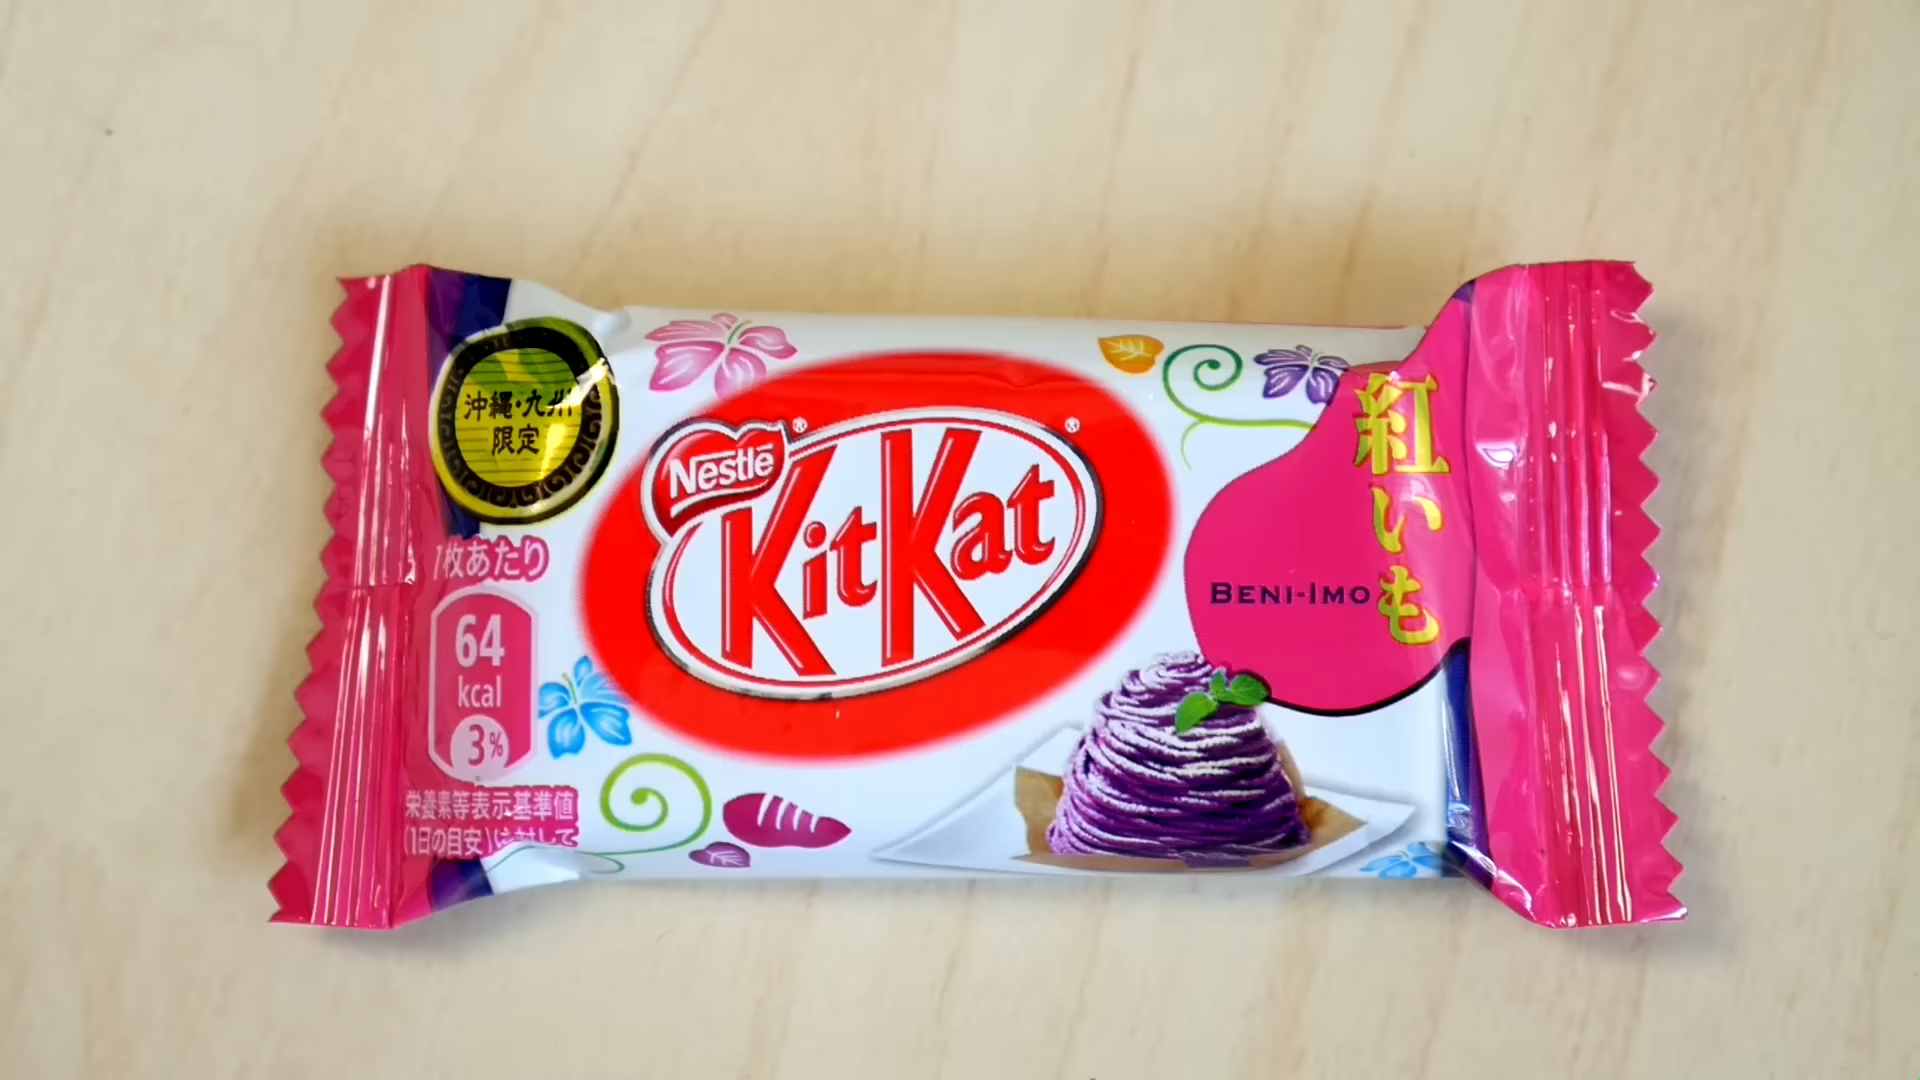 沖縄・九州
限定
1枚あたり
64
kcal
3%
栄養素等表示基準値
(1日の目安)に対して
Nestlé®
KitKat®
紅いも
BENI-IMO